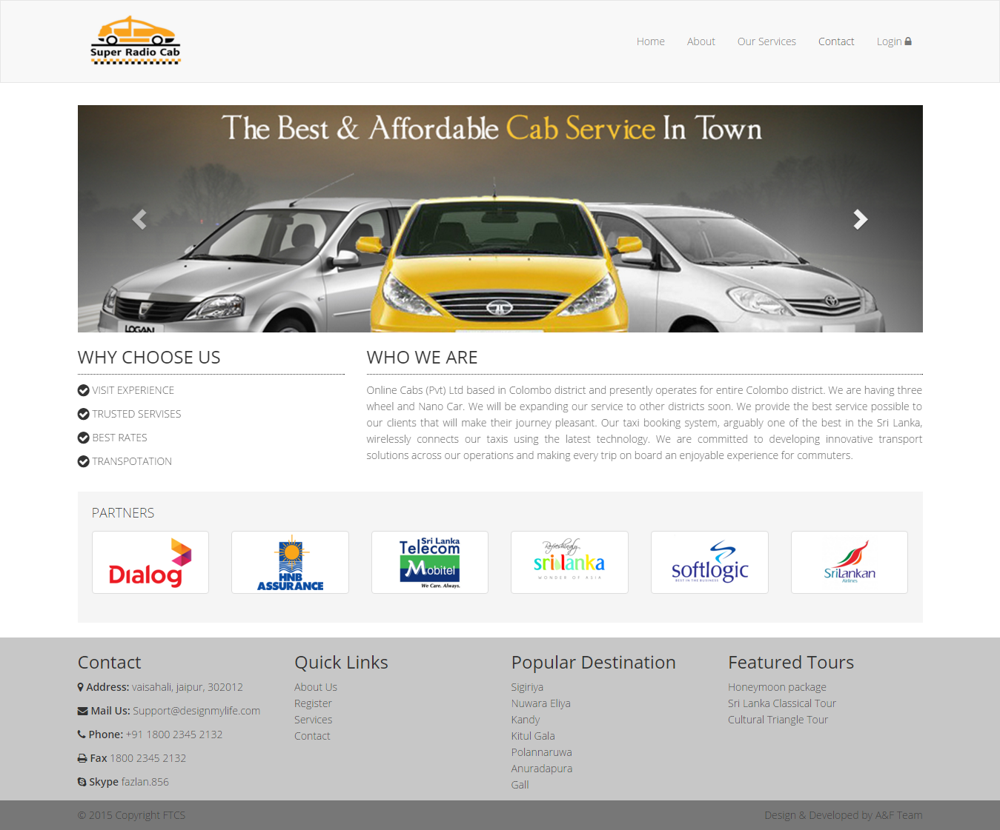 Super Radio Cab
Home About Our Services Contact Login
The Best & Affordable Cab Service In Town
LOGAN
WHY CHOOSE US
VISIT EXPERIENCE
TRUSTED SERVISES
BEST RATES
TRANSPOTATION
WHO WE ARE
Online Cabs (Pvt) Ltd based in Colombo district and presently operates for entire Colombo district. We are having three
wheel and Nano Car. We will be expanding our service to other districts soon. We provide the best service possible to
our clients that will make their journey pleasant. Our taxi booking system, arguably one of the best in the Sri Lanka,
wirelessly connects our taxis using the latest technology. We are committed to developing innovative transport
solutions across our operations and making every trip on board an enjoyable experience for commuters.
PARTNERS
Dialog
HNB
ASSURANCE
Sri Lanka
Telecom
Mobitel
We Care. Always.
Refreshingly
srilanka
WONDER OF ASIA
softlogic
BEST IN THE BUSINESS
SriLankan
Airlines
Contact
Address: vaisahali, jaipur, 302012
Mail Us: Support@designmylife.com
Phone: +91 1800 2345 2132
Fax 1800 2345 2132
Skype fazlan.856
Quick Links
About Us
Register
Services
Contact
Popular Destination
Sigiriya
Nuwara Eliya
Kandy
Kitul Gala
Polannaruwa
Anuradapura
Gall
Featured Tours
Honeymoon package
Sri Lanka Classical Tour
Cultural Triangle Tour
© 2015 Copyright FTCS
Design & Developed by A&F Team